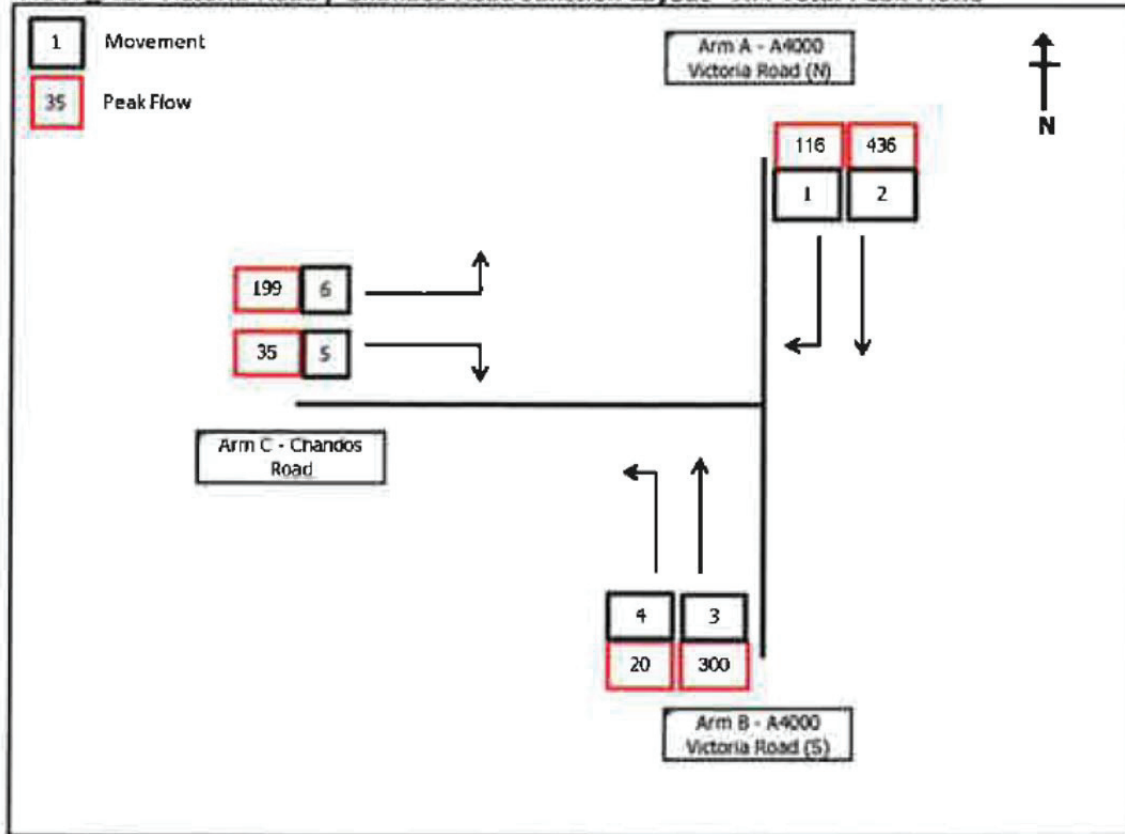 1 Movement
35 Peak Flow
Arm A - A4000
Victoria Road (N)
N
116 436
1 2
199 6
35 5
Arm C - Chandos
Road
4 3
20 300
Arm B - A4000
Victoria Road (S)